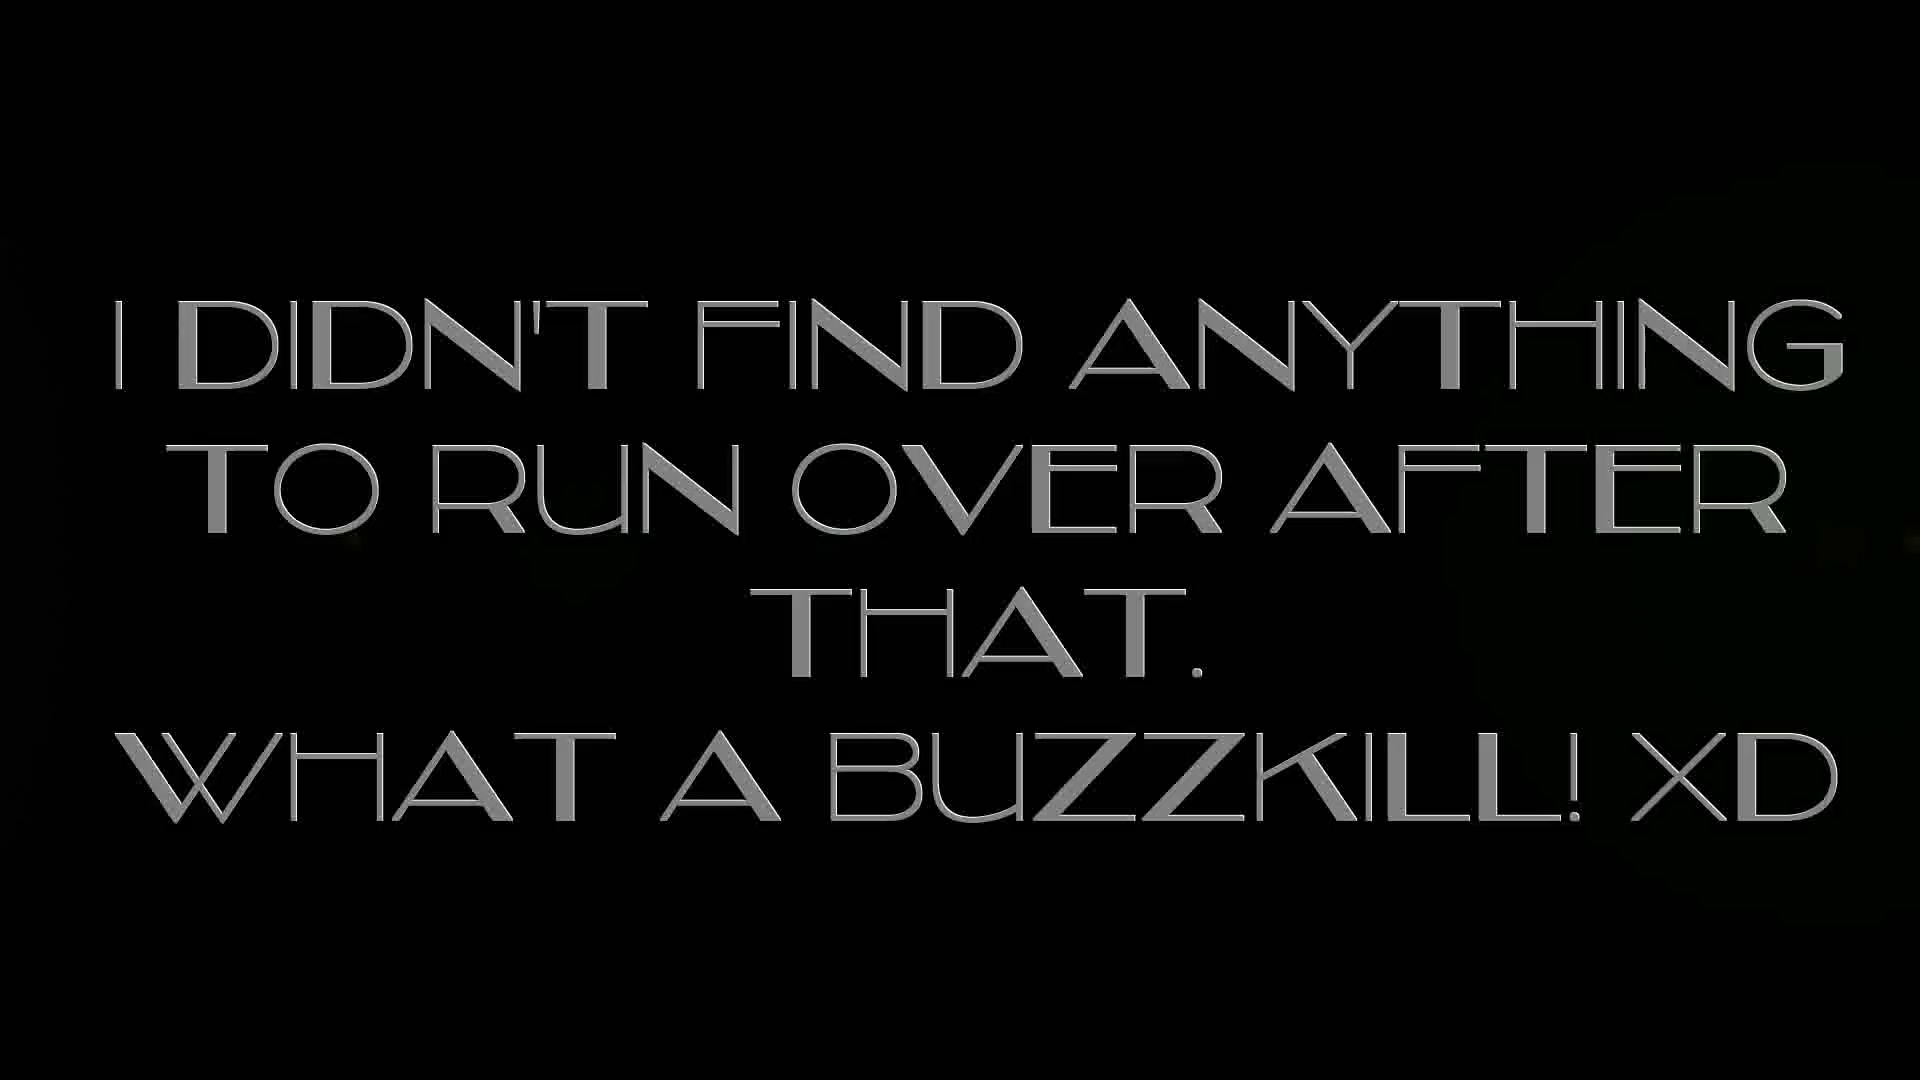 I DIDN'T FIND ANYTHING
TO RUN OVER AFTER
THAT.
WHAT A BUZZKILL! XD